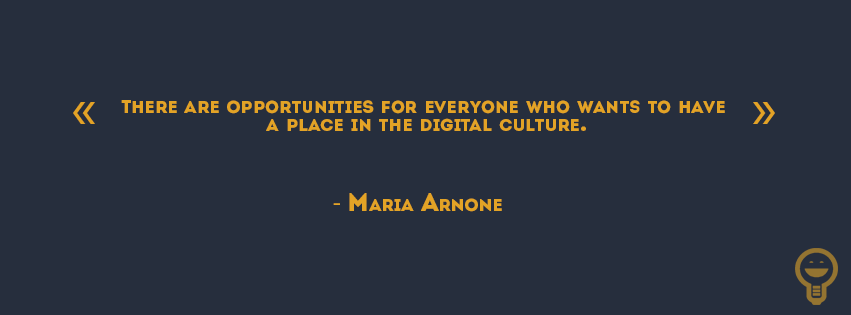 « There are opportunities for everyone who wants to have »
a place in the digital culture.
- Maria Arnone